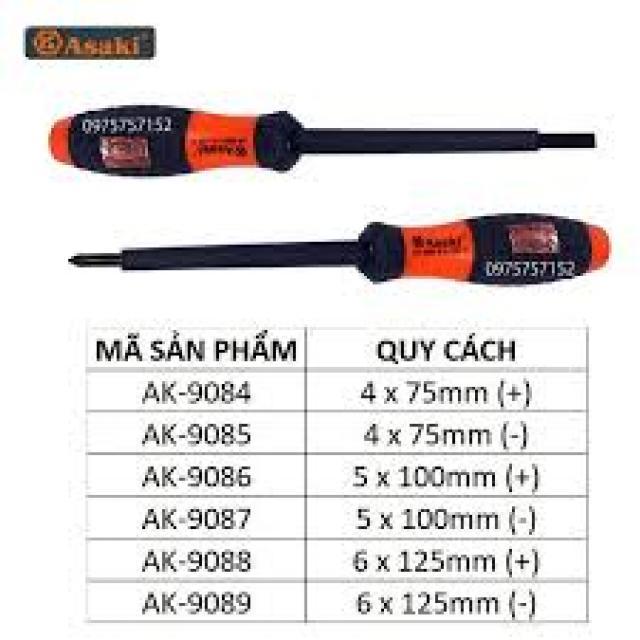 Asaki
0975757152
Asaki
0975757152
MÃ SẢN PHẨM QUY CÁCH
AK-9084 4 x 75mm (+)
AK-9085 4 x 75mm (-)
AK-9086 5 x 100mm (+)
AK-9087 5 x 100mm (-)
AK-9088 6 x 125mm (+)
AK-9089 6 x 125mm (-)